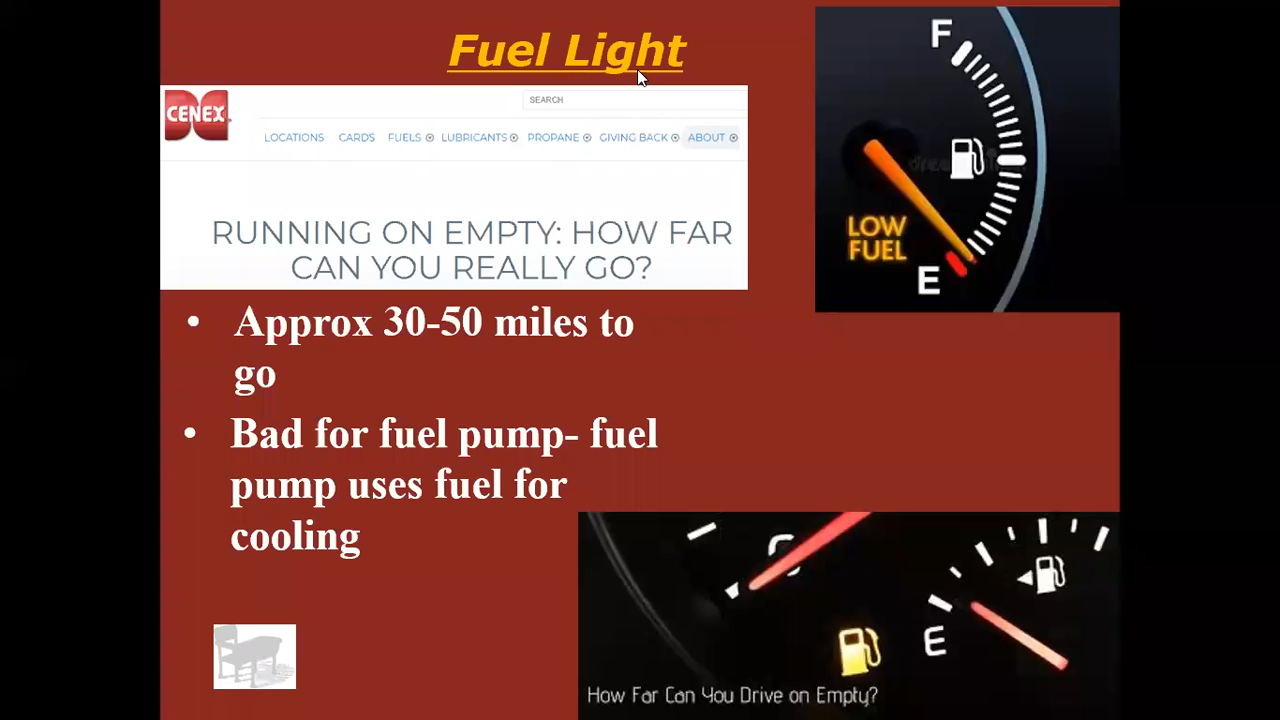 Fuel Light
CENEX
SEARCH
LOCATIONS CARDS FUELS LUBRICANTS PROPANE GIVING BACK ABOUT
RUNNING ON EMPTY: HOW FAR
CAN YOU REALLY GO?
F
LOW
FUEL
E
• Approx 30-50 miles to
go
• Bad for fuel pump- fuel
pump uses fuel for
cooling
C
E
How Far Can You Drive on Empty?